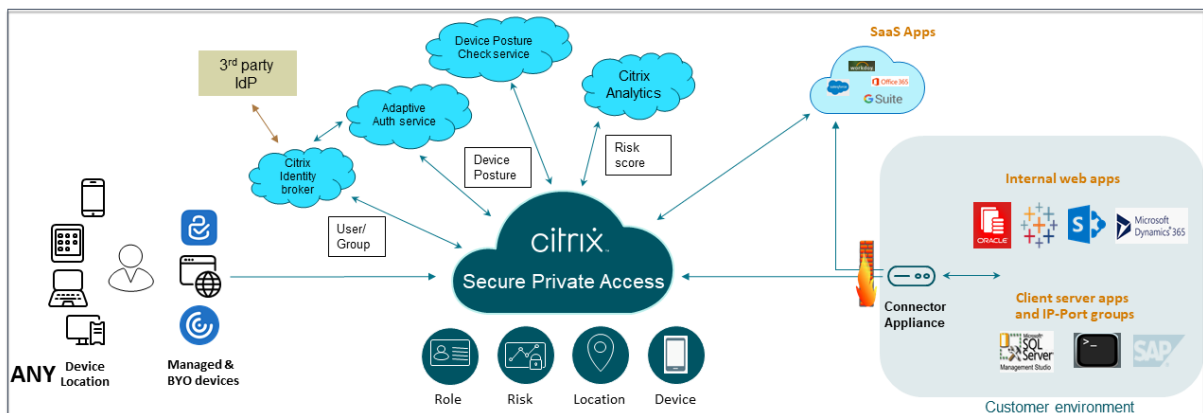 SaaS Apps
Device Posture
Check service
3rd party
IdP
Citrix
Analytics
workday
Office 365
salesforce
G Suite
Adaptive
Auth service
Citrix
Identity
broker
Device
Posture
Risk
score
User/
Group
citrix™
Secure Private Access
Internal web apps
ORACLE
S
Microsoft
Dynamics 365
Connector
Appliance
Client server apps
and IP-Port groups
Microsoft
SQL
Server
Management Studio
>_
SAP
ANY
Device
Location
Managed &
BYO devices
Role
Risk
Location
Device
Customer environment